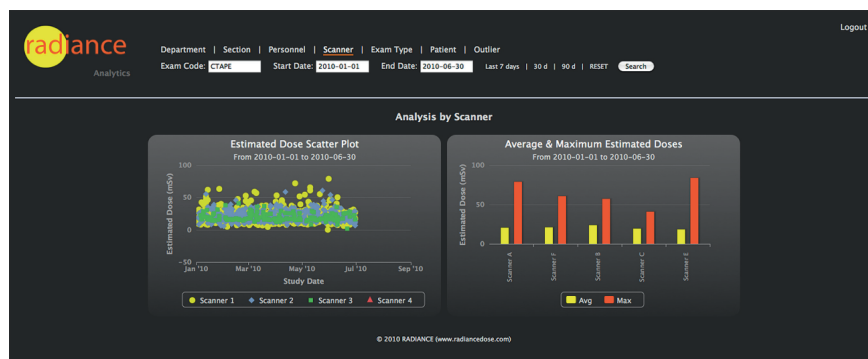 Logout
radiance
Analytics
Department | Section | Personnel | Scanner | Exam Type | Patient | Outlier
Exam Code: CTAPE Start Date: 2010-01-01 End Date: 2010-06-30 Last 7 days | 30 d | 90 d | RESET Search
Analysis by Scanner
Estimated Dose Scatter Plot
From 2010-01-01 to 2010-06-30
Estimated Dose (mSv)
100
50
0
-50
Jan '10 Mar '10 May '10 Jul '10 Sep '10
Study Date
Scanner 1 Scanner 2 Scanner 3 Scanner 4
Average & Maximum Estimated Doses
From 2010-01-01 to 2010-06-30
Estimated Dose (mSv)
100
50
0
Scanner A
Scanner F
Scanner B
Scanner C
Scanner E
Avg Max
© 2010 RADIANCE (www.radiancedose.com)